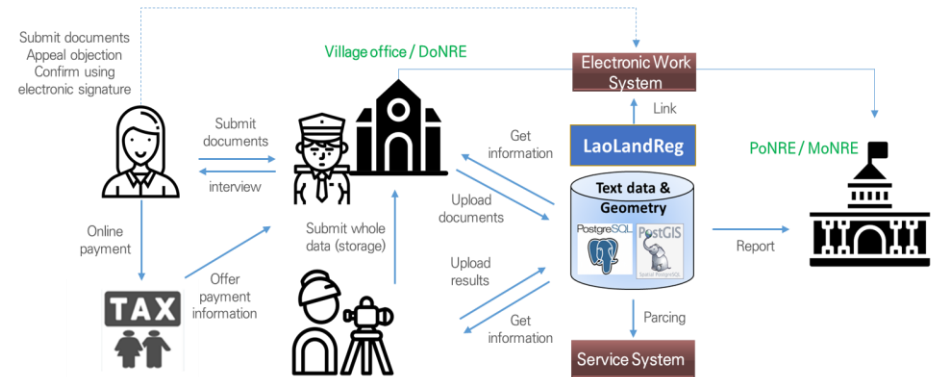 Submit documents
Appeal objection
Confirm using
electronic signature
Village office / DoNRE
Electronic Work
System
Link
LaoLandReg
PoNRE / MoNRE
Submit
documents
interview
Get
information
Text data &
Geometry
PostgreSQL
PostGIS
Spatial PostgreSQL
Upload
documents
Online
payment
Submit whole
data (storage)
Report
Upload
results
Offer
payment
information
TAX
Get
information
Parcing
Service System